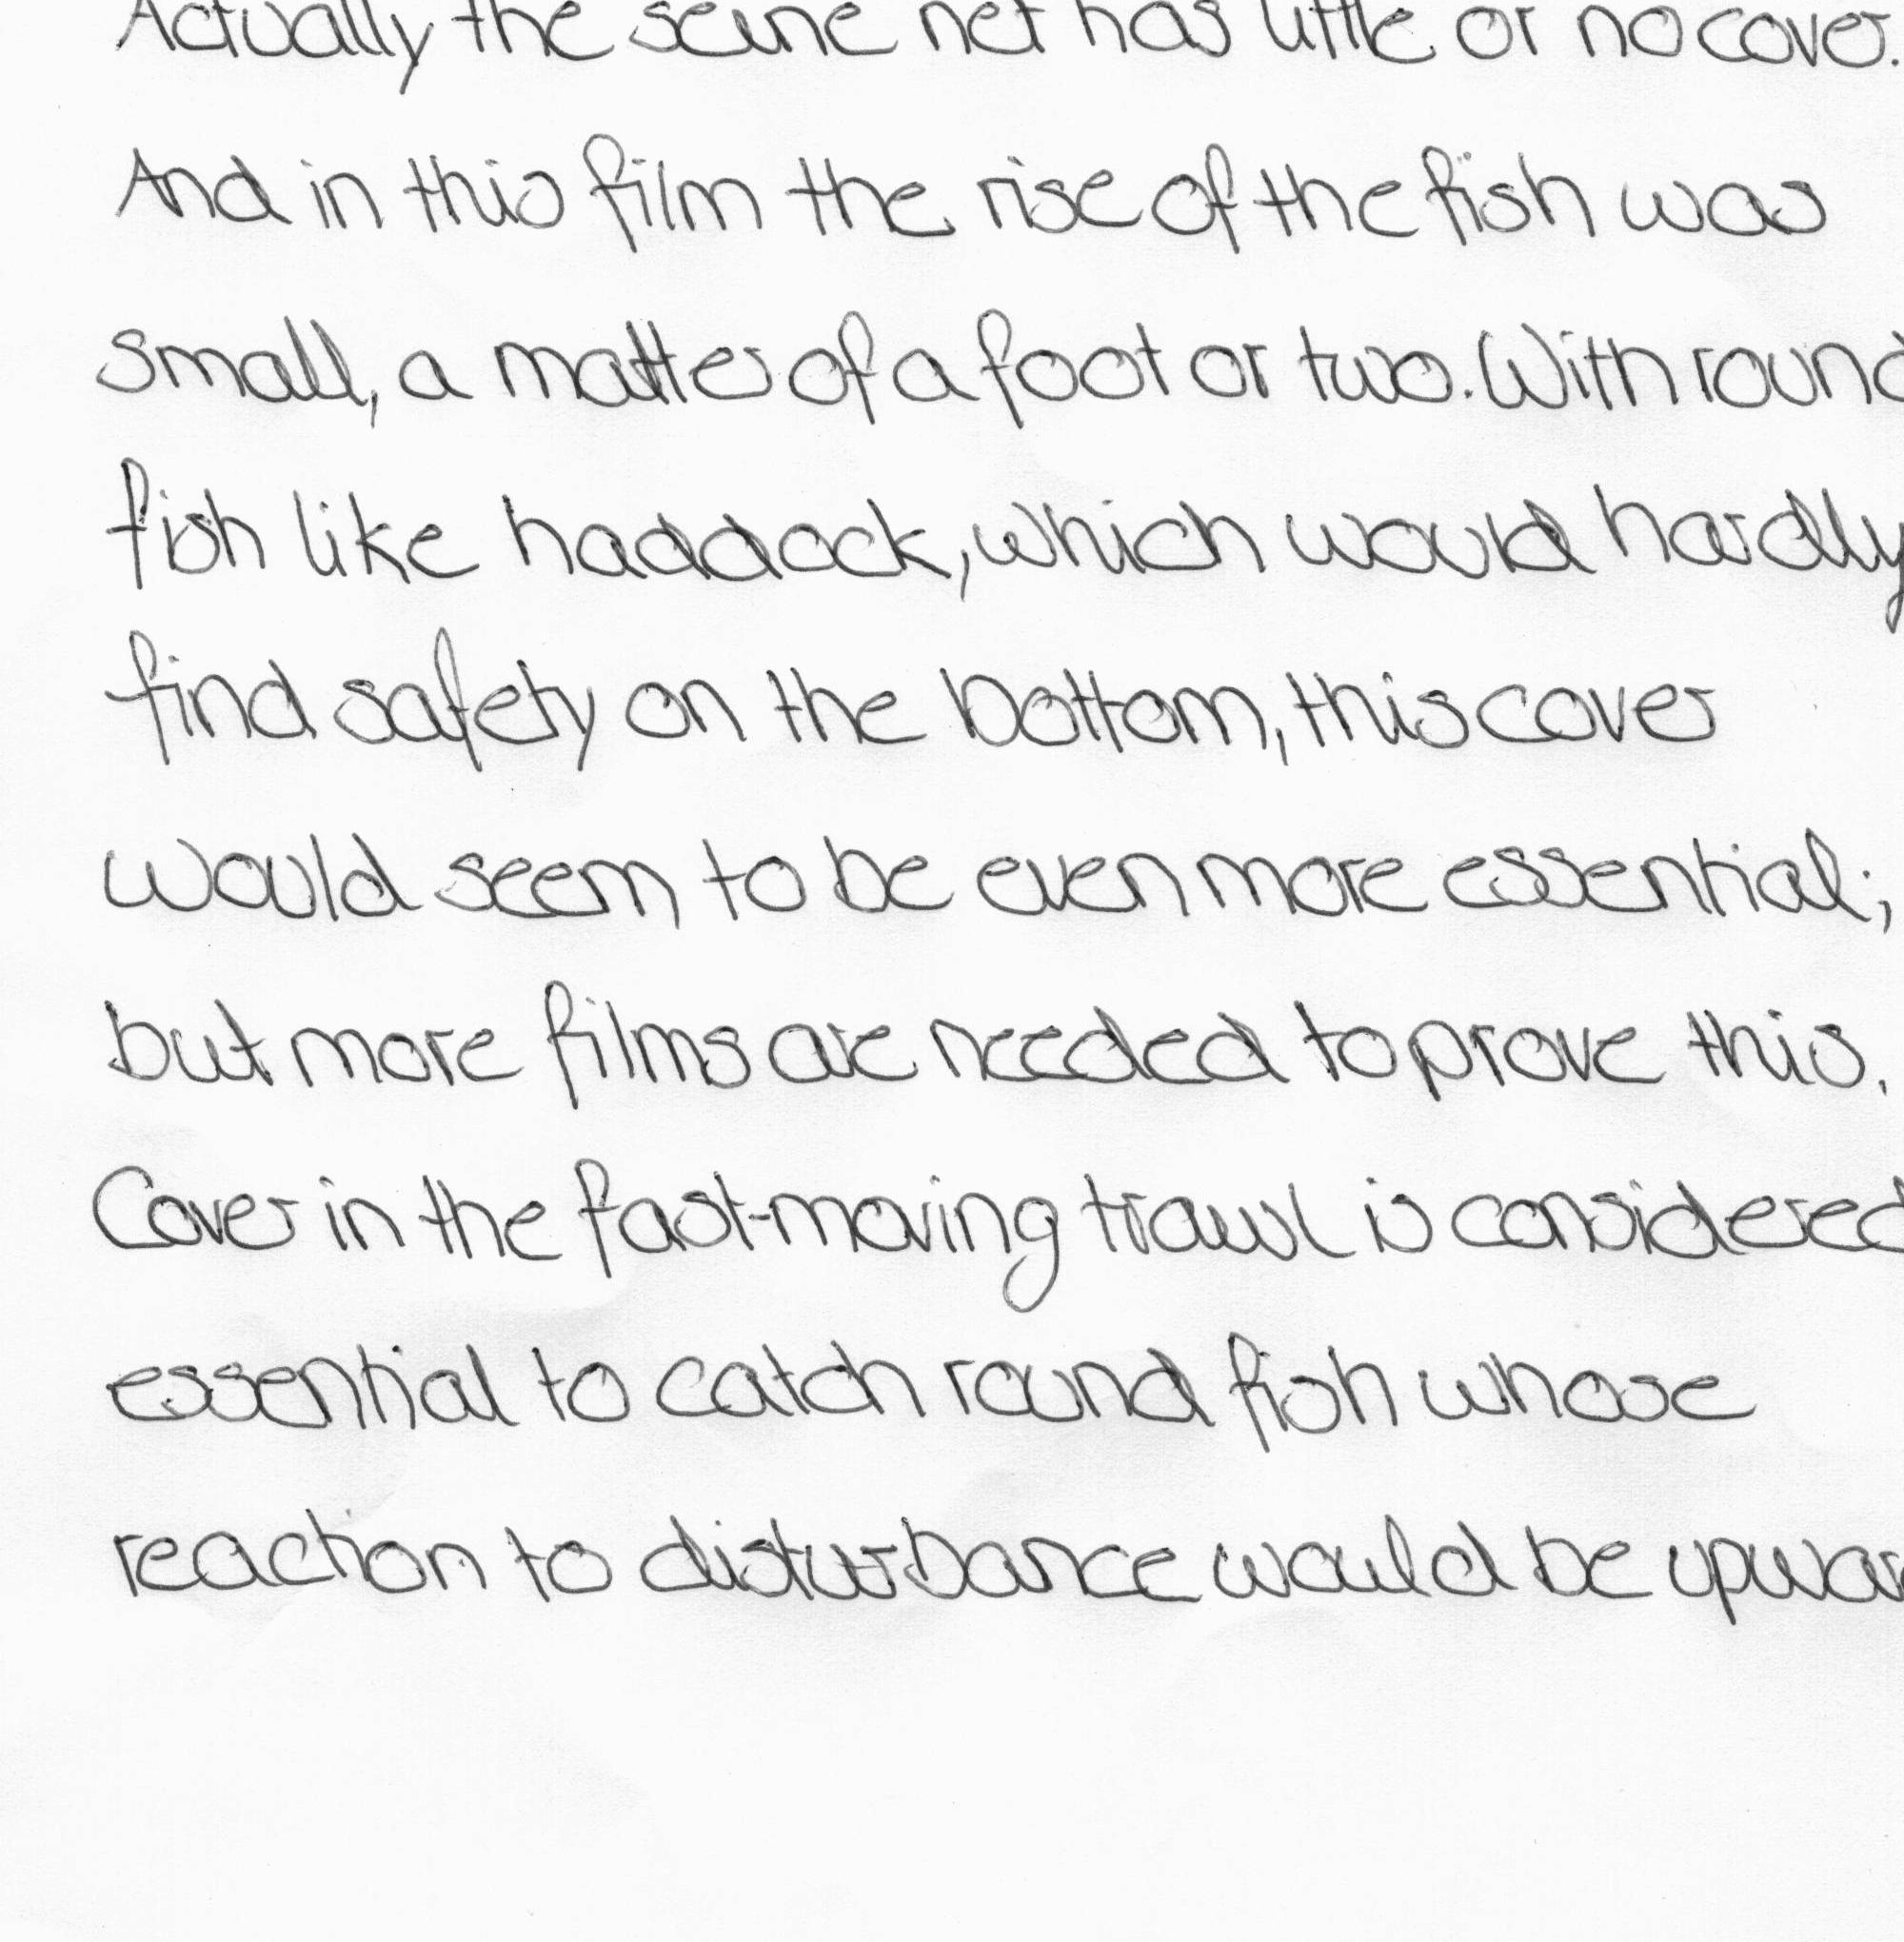 Actually the seine net has little or no cover.
And in this film the rise of the fish was
small, a matter of a foot or two. With round
fish like haddock, which would hardly
find safety on the bottom, this cover
would seem to be even more essential;
but more films are needed to prove this.
Cover in the fast-moving trawl is considered
essential to catch round fish whose
reaction to disturbance would be upwar